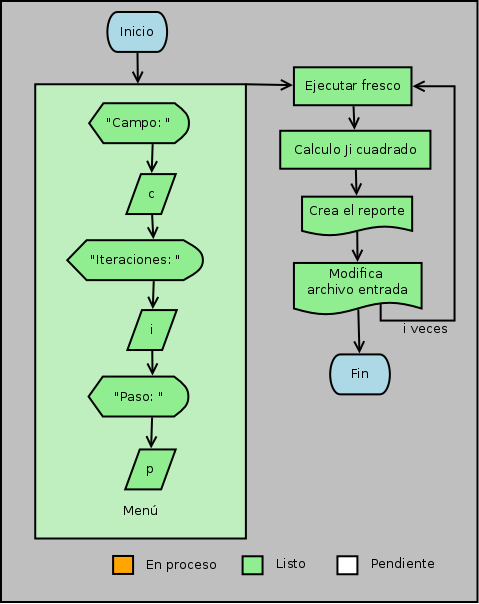 Inicio
"Campo: "
c
"Iteraciones: "
i
"Paso: "
p
Menú
Ejecutar fresco
Calculo Ji cuadrado
Crea el reporte
Modifica
archivo entrada
i veces
Fin
En proceso
Listo
Pendiente